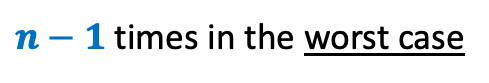 n − 1 times in the worst case